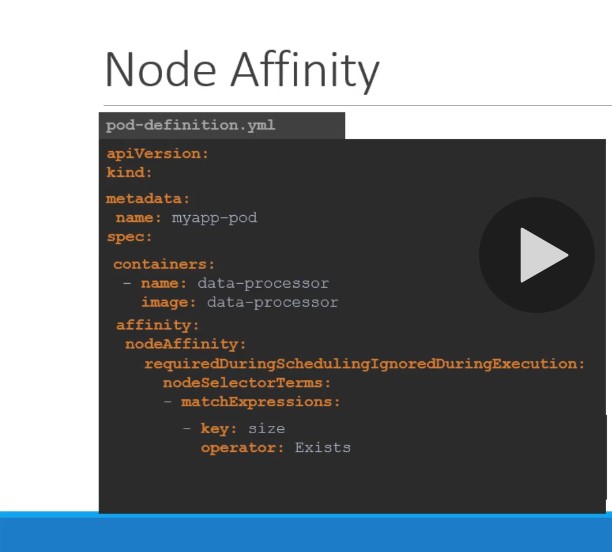 Node Affinity
pod-definition.yml
apiVersion:
kind:
metadata:
name: myapp-pod
spec:
containers:
- name: data-processor
image: data-processor
affinity:
nodeAffinity:
requiredDuringSchedulingIgnoredDuringExecution:
nodeSelectorTerms:
- matchExpressions:
- key: size
operator: Exists